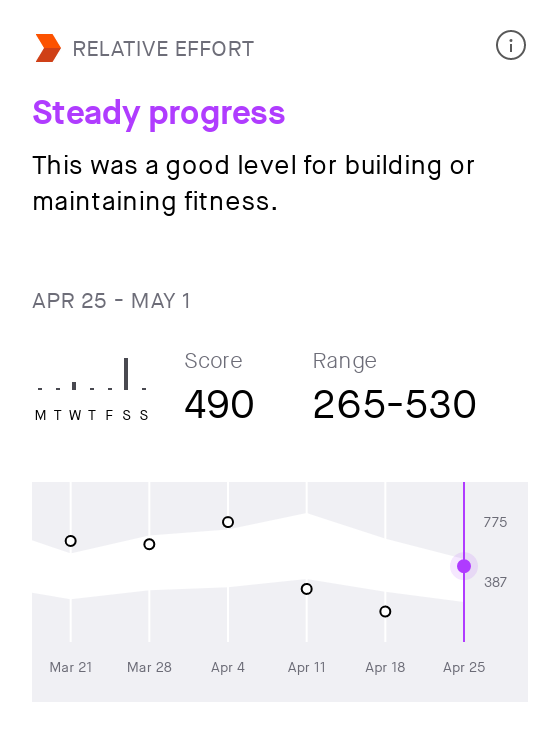 RELATIVE EFFORT
Steady progress
This was a good level for building or
maintaining fitness.
APR 25 - MAY 1
Score
Range
M T W T F S S
490
265-530
775
387
Mar 21
Mar 28
Apr 4
Apr 11
Apr 18
Apr 25